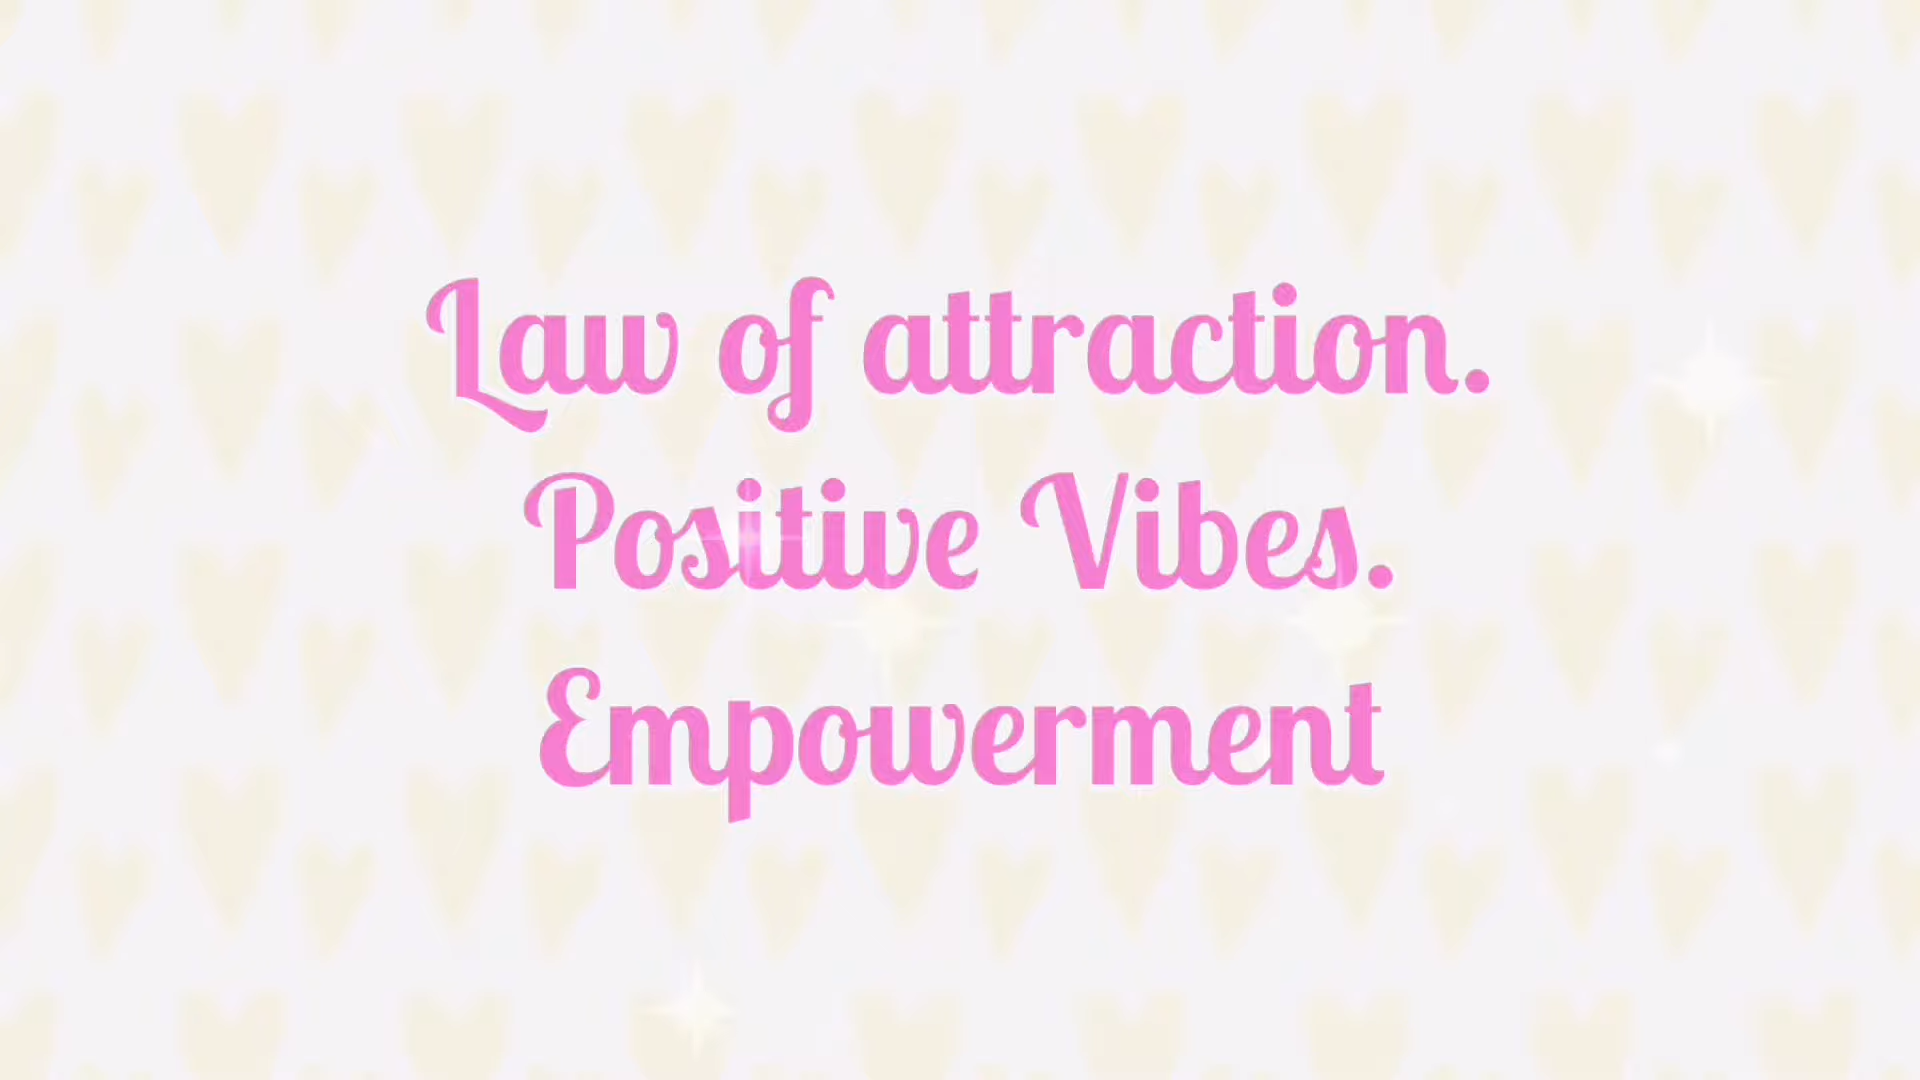 Law of attraction.
Positive Vibes.
Empowerment